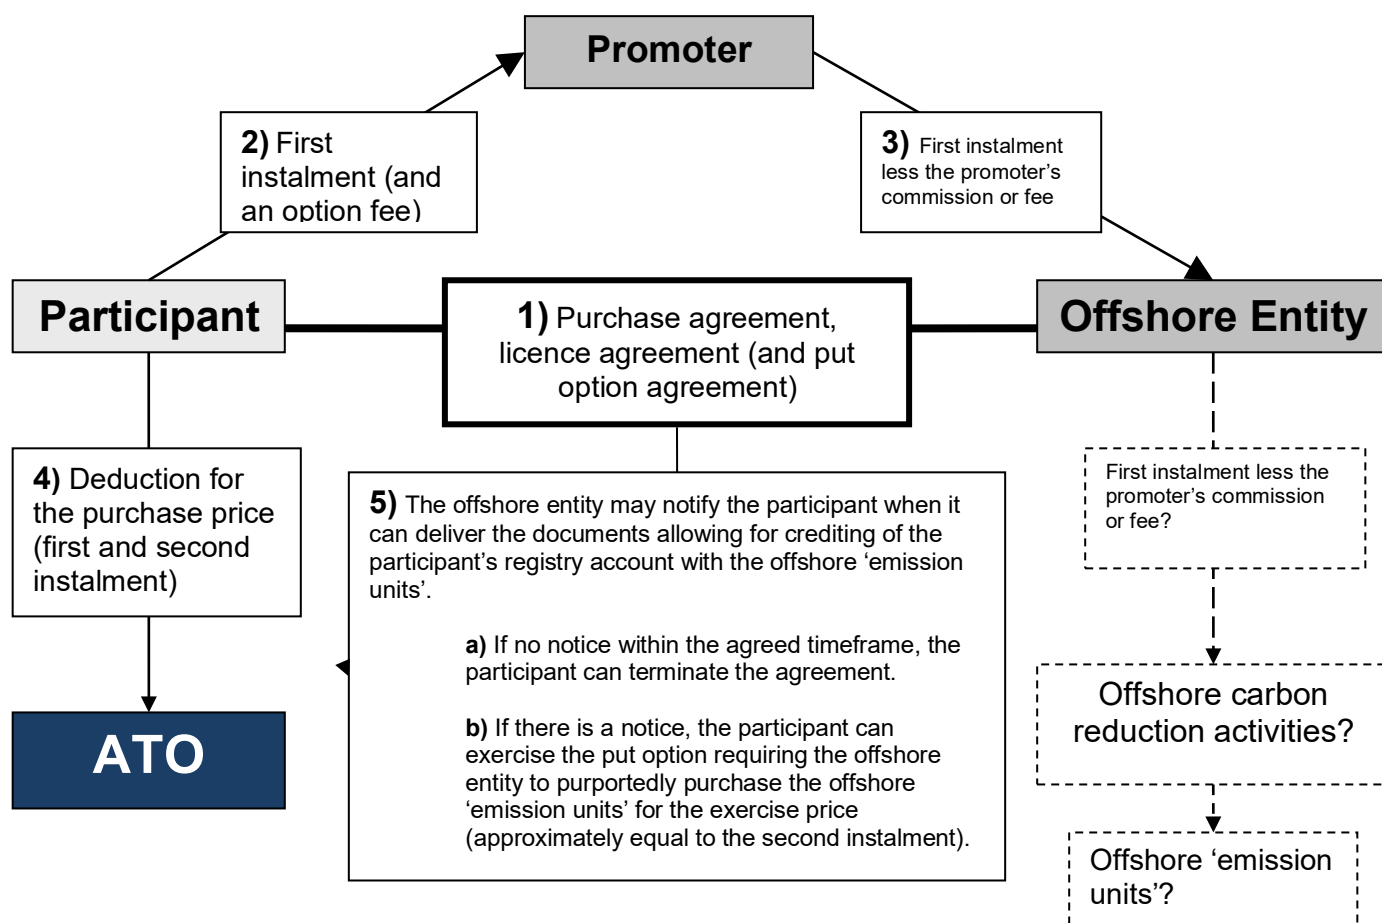 Promoter
2) First
instalment (and
an option fee)
3) First instalment
less the promoter’s
commission or fee
Participant
1) Purchase agreement,
licence agreement (and put
option agreement)
Offshore Entity
4) Deduction for
the purchase price
(first and second
instalment)
5) The offshore entity may notify the participant when it
can deliver the documents allowing for crediting of the
participant’s registry account with the offshore ‘emission
units’.
a) If no notice within the agreed timeframe, the
participant can terminate the agreement.
b) If there is a notice, the participant can
exercise the put option requiring the offshore
entity to purportedly purchase the offshore
‘emission units’ for the exercise price
(approximately equal to the second instalment).
First instalment less the
promoter’s commission
or fee?
Offshore carbon
reduction activities?
ATO
Offshore ‘emission
units’?